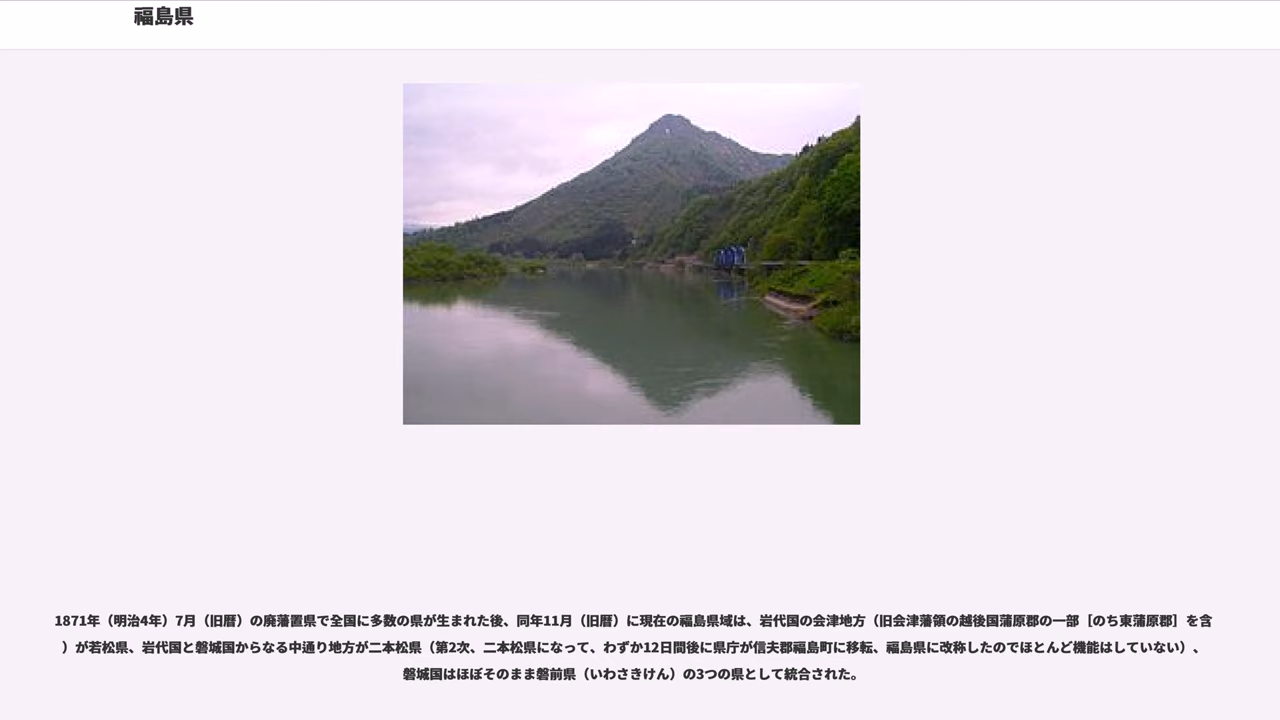 福島県
1871年（明治4年）7月（旧暦）の廃藩置県で全国に多数の県が生まれた後、同年11月（旧暦）に現在の福島県域は、岩代国の会津地方（旧会津藩領の越後国蒲原郡の一部［のち東蒲原郡］を含
）が若松県、岩代国と磐城国からなる中通り地方が二本松県（第2次、二本松県になって、わずか12日間後に県庁が信夫郡福島町に移転、福島県に改称したのでほとんど機能はしていない）、
磐城国はほぼそのまま磐前県（いわさきけん）の3つの県として統合された。